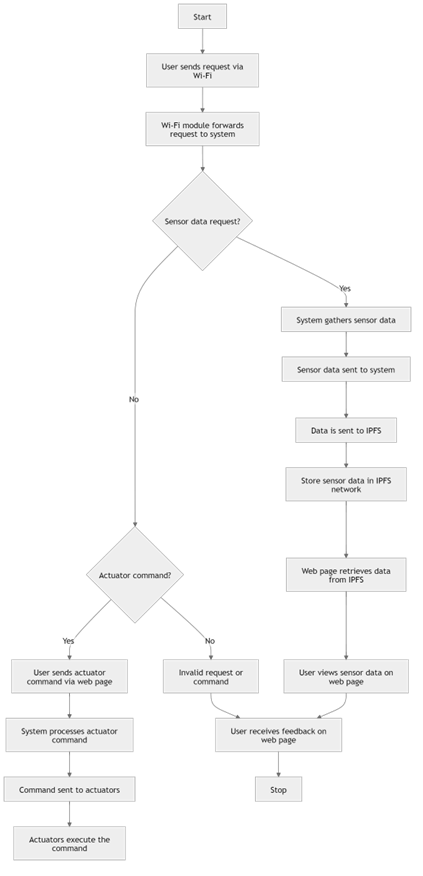 Start
User sends request via
Wi-Fi
Wi-Fi module forwards
request to system
Sensor data request?
Yes
System gathers sensor data
Sensor data sent to system
No
Data is sent to IPFS
Store sensor data in IPFS
network
Actuator command?
Web page retrieves data
from IPFS
Yes
No
User sends actuator
command via web page
Invalid request or
command
User views sensor data on
web page
System processes actuator
command
User receives feedback on
web page
Command sent to actuators
Stop
Actuators execute the
command